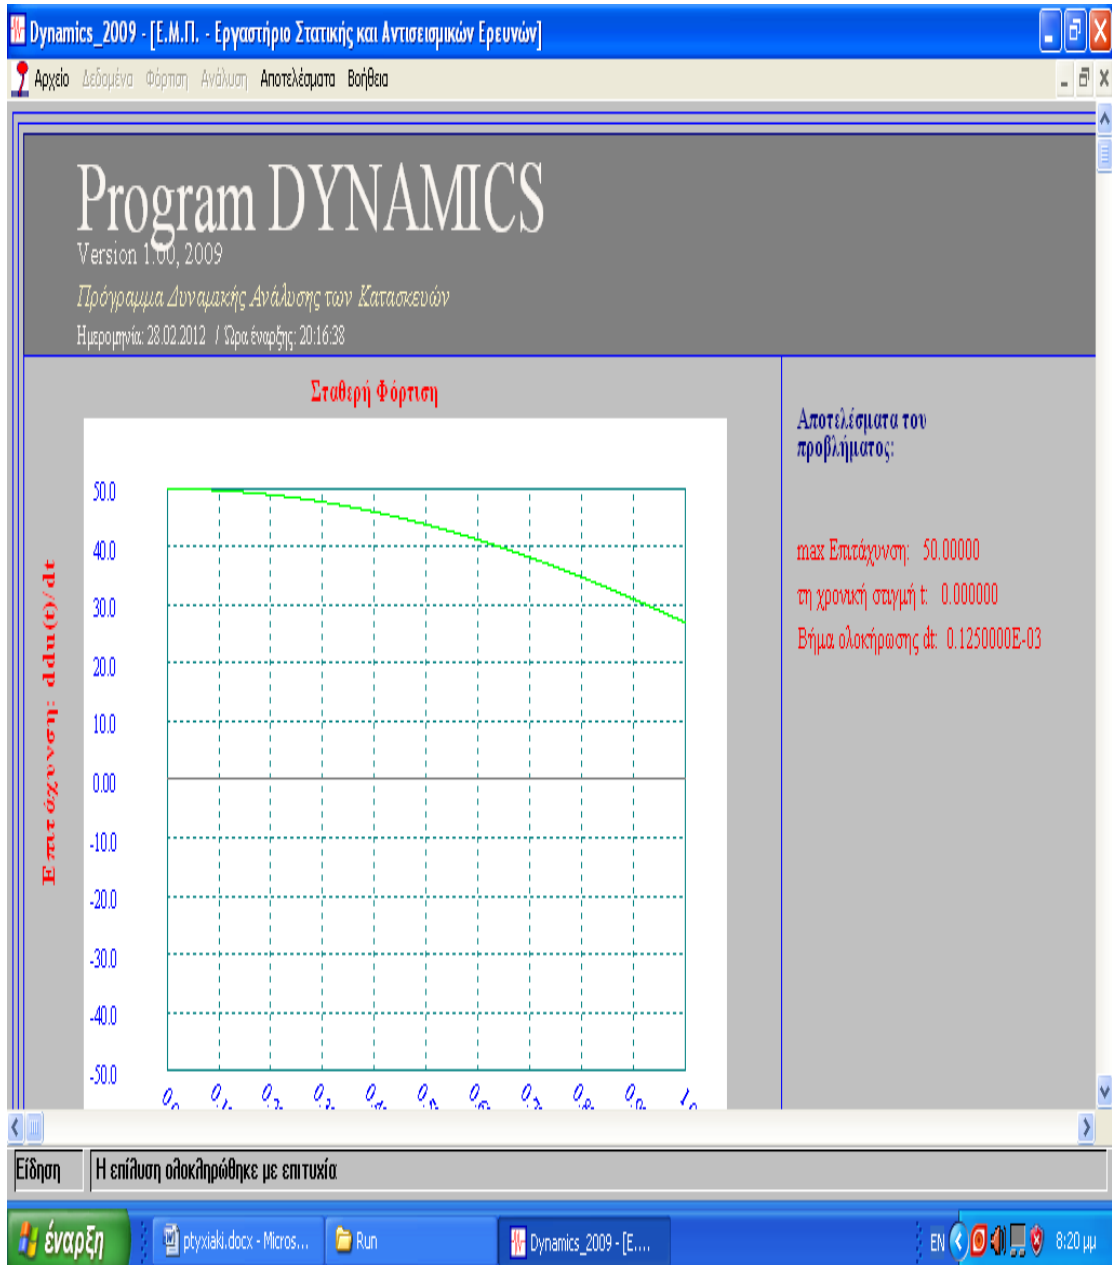 Dynamics_2009 - [Ε.Μ.Π. - Εργαστήριο Στατικής και Αντισεισμικών Ερευνών]
Αρχείο Δεδομένα Φόρτιση Ανάλυση Αποτελέσματα Βοήθεια
Program DYNAMICS
Version 1.00, 2009
Πρόγραμμα Δυναμικής Ανάλυσης των Κατασκευών
Ημερομηνία: 28.02.2012 / Ώρα έναρξης: 20:16:38
Σταθερή Φόρτιση
Επιτάχυνση: ddu(t)/dt
50.0
40.0
30.0
20.0
10.0
0.00
-10.0
-20.0
-30.0
-40.0
-50.0
Αποτελέσματα του
προβλήματος:
max Επιτάχυνση: 50.00000
τη χρονική στιγμή t: 0.000000
Βήμα ολοκήρωσης dt: 0.1250000E-03
Είδηση Η επίλυση ολοκληρώθηκε με επιτυχία
έναρξη ptyxiaki.docx - Micros... Run Dynamics_2009 - [Ε.... EN 8:20 μμ